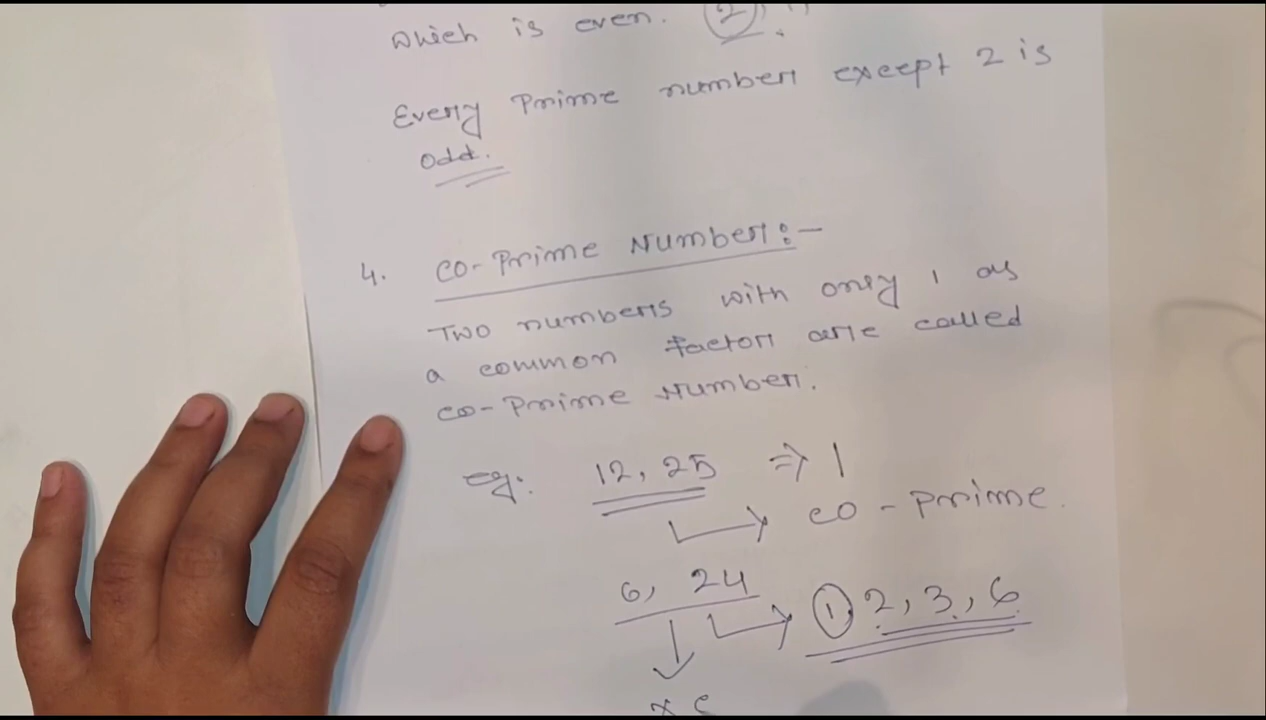 which is even. (2)
Every Prime number except 2 is
odd.
4. Co-Prime Number:-
Two numbers with only 1 as
a common factor are called
co-Prime Number.
eg: 12, 25 => 1
co-prime.
6, 24 1, 2, 3, 6